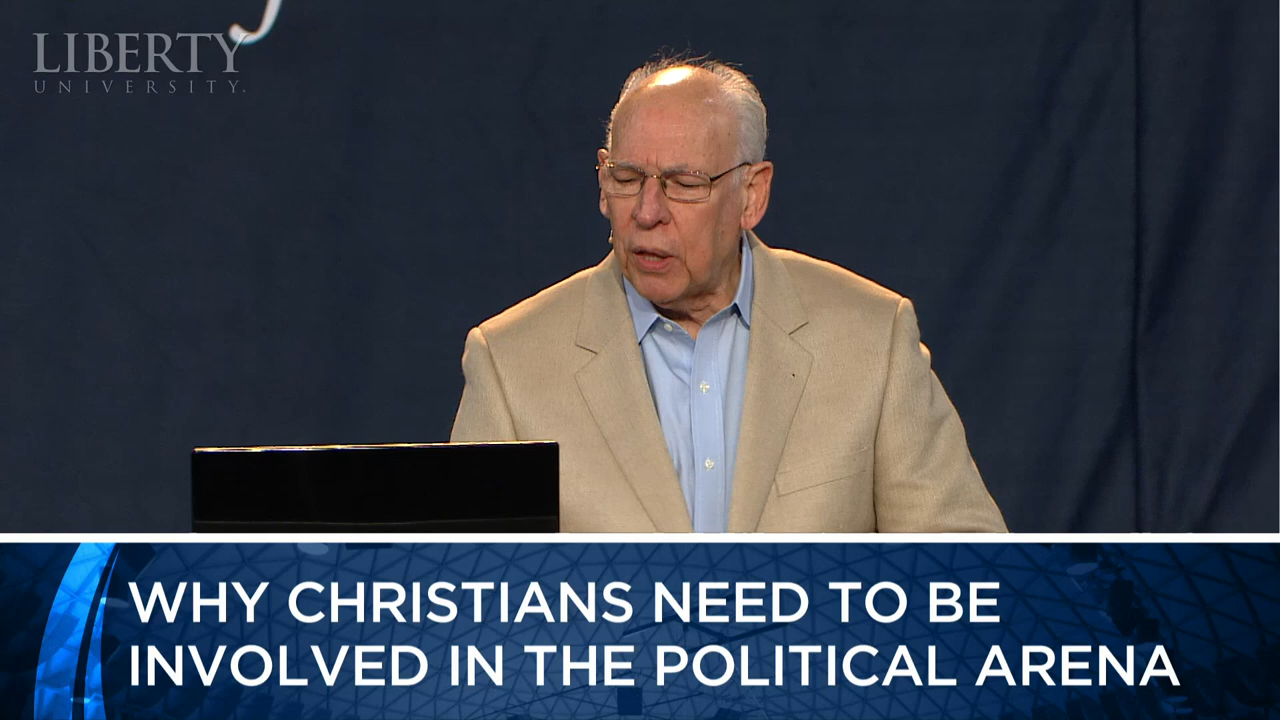 LIBERTY
UNIVERSITY.
WHY CHRISTIANS NEED TO BE
INVOLVED IN THE POLITICAL ARENA